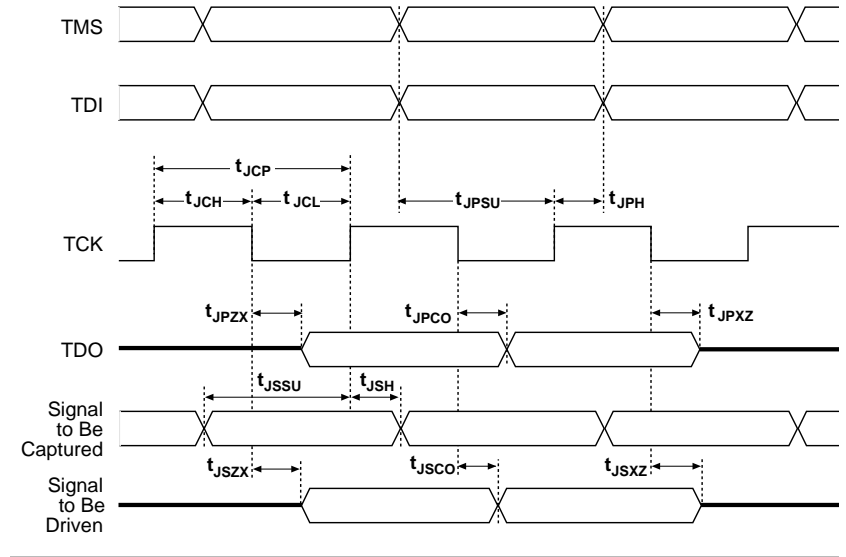 TMS
TDI
tJCP
tJCH tJCL tJPSU tJPH
TCK
tJPZX tJPCO tJPXZ
TDO
tJSSU tJSH
Signal
to Be
Captured
tJSZX tJSCO tJSXZ
Signal
to Be
Driven